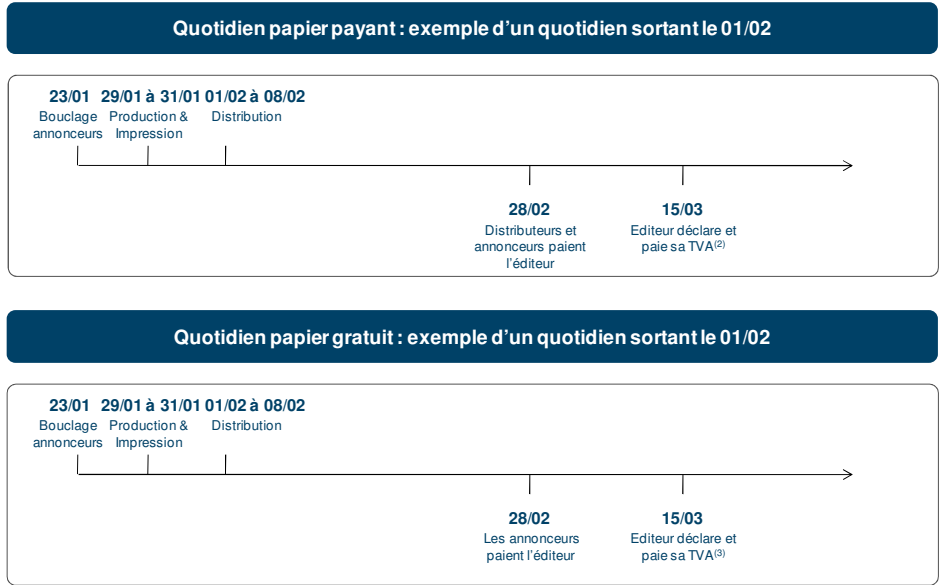 Quotidien papier payant : exemple d'un quotidien sortant le 01/02
23/01 29/01 à 31/01 01/02 à 08/02
Bouclage Production & Distribution
annonceurs Impression
28/02 15/03
Distributeurs et Editeur déclare et
annonceurs paient paie sa TVA(2)
l'éditeur
Quotidien papier gratuit : exemple d'un quotidien sortant le 01/02
23/01 29/01 à 31/01 01/02 à 08/02
Bouclage Production & Distribution
annonceurs Impression
28/02 15/03
Les annonceurs Editeur déclare et
paient l'éditeur paie sa TVA(3)